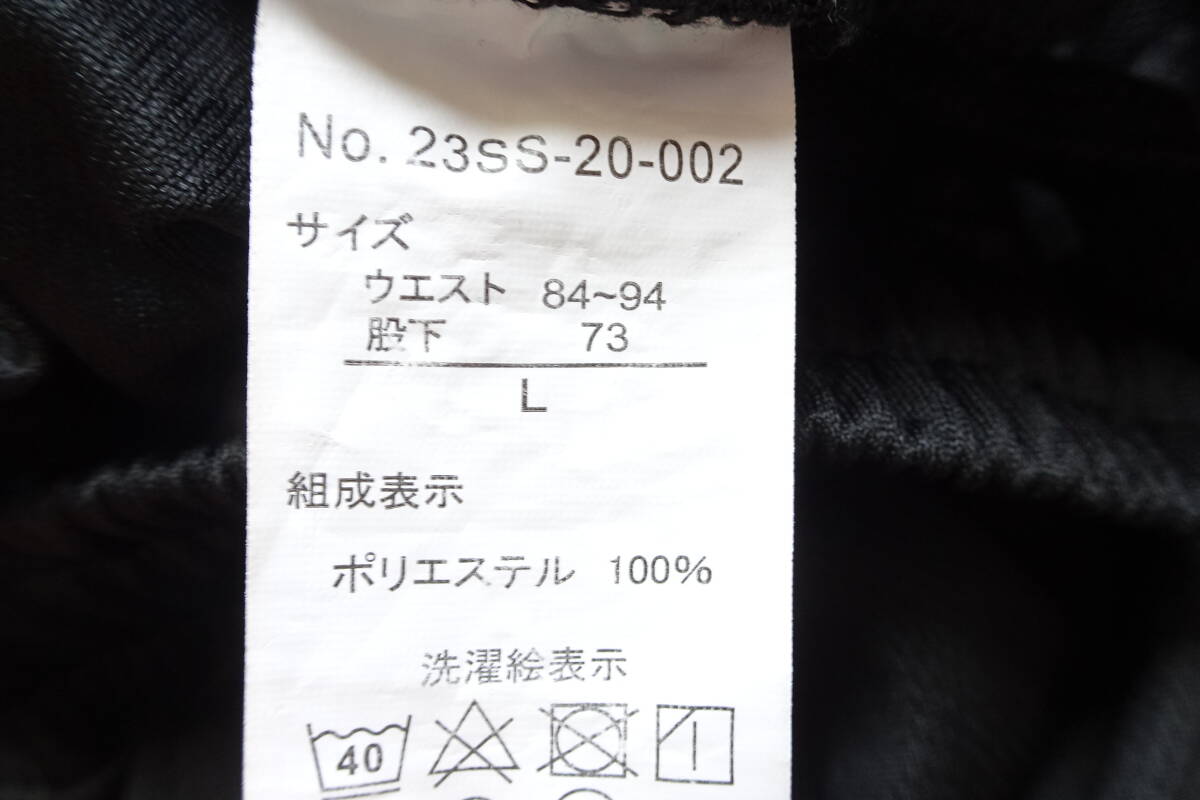 No. 23SS-20-002
サイズ
ウエスト 84~94
股下 73
L
組成表示
ポリエステル 100%
洗濯絵表示
40